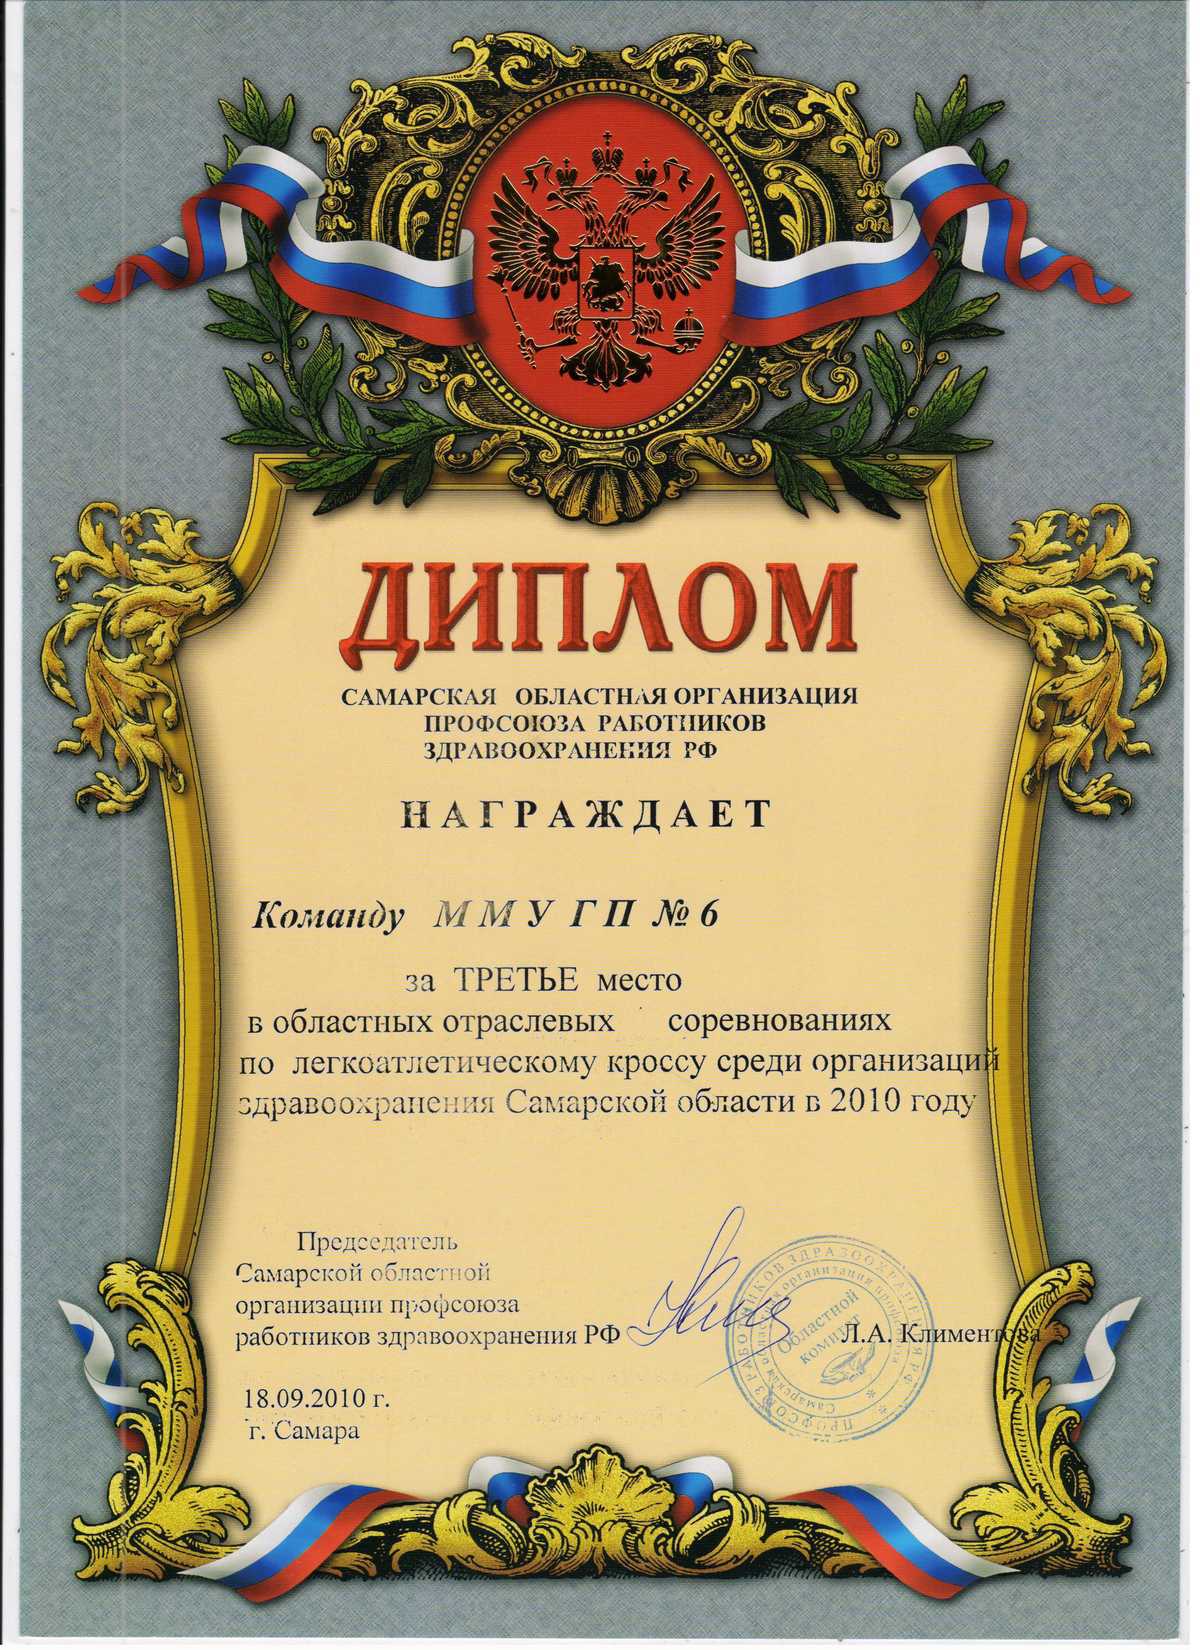 ДИПЛОМ
САМАРСКАЯ ОБЛАСТНАЯ ОРГАНИЗАЦИЯ
ПРОФСОЮЗА РАБОТНИКОВ
ЗДРАВООХРАНЕНИЯ РФ
НАГРАЖДАЕТ
Команду ММУ ГП № 6
за ТРЕТЬЕ место
в областных отраслевых соревнованиях
по легкоатлетическому кроссу среди организаций
здравоохранения Самарской области в 2010 году
Председатель
Самарской областной
организации профсоюза
работников здравоохранения РФ
Л.А. Климентова
18.09.2010 г.
г. Самара
ПРОФСОЮЗ РАБОТНИКОВ ЗДРАВООХРАНЕНИЯ РФ
Самарская областная организация профсоюза
Областной
комитет